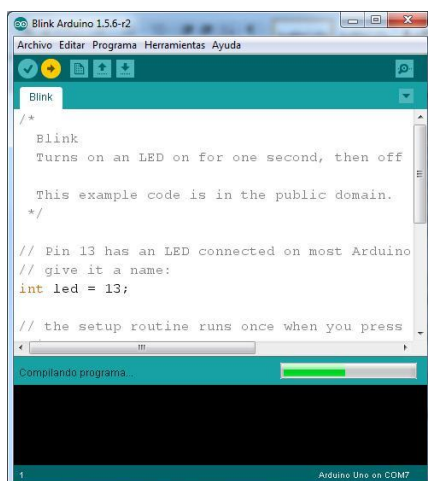 Blink Arduino 1.5.6-r2
Archivo Editar Programa Herramientas Ayuda
Blink
/*
Blink
Turns on an LED on for one second, then off
This example code is in the public domain.
*/
// Pin 13 has an LED connected on most Arduino
// give it a name:
int led = 13;
// the setup routine runs once when you press
Compilando programa...
1
Arduino Uno on COM7